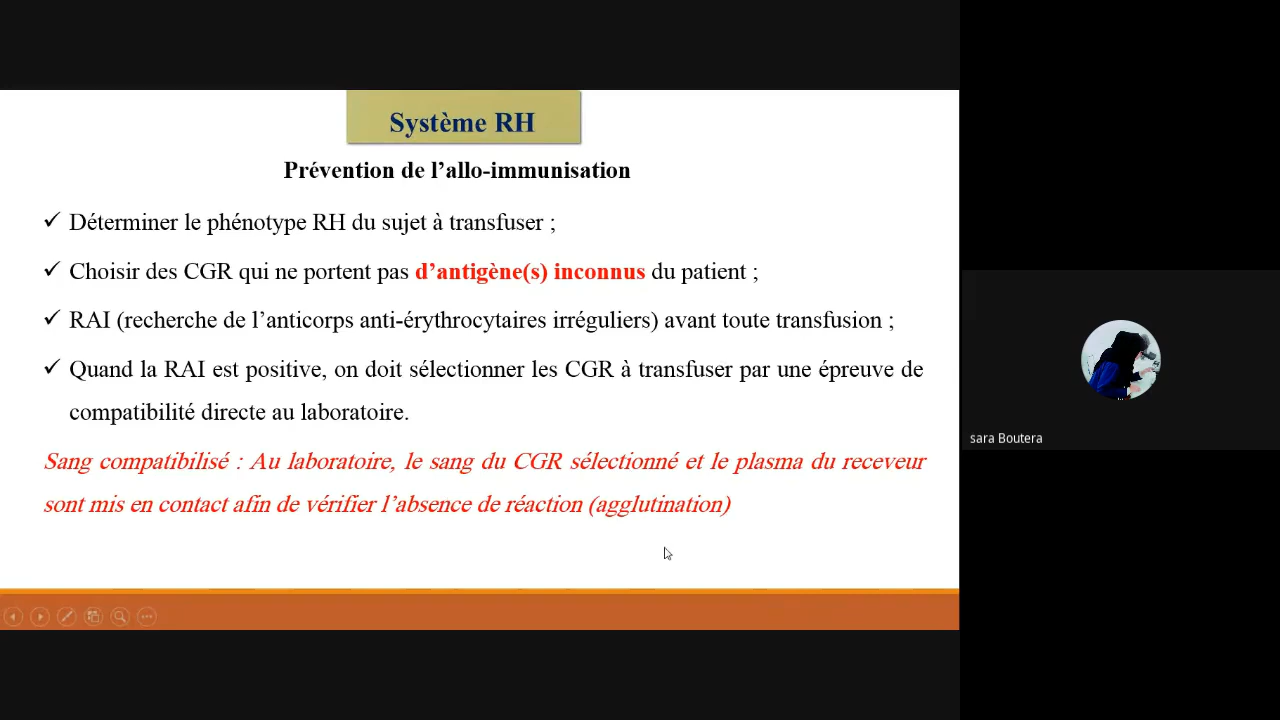 Système RH
Prévention de l'allo-immunisation
✓ Déterminer le phénotype RH du sujet à transfuser ;
✓ Choisir des CGR qui ne portent pas d'antigène(s) inconnus du patient ;
✓ RAI (recherche de l'anticorps anti-érythrocytaires irréguliers) avant toute transfusion ;
✓ Quand la RAI est positive, on doit sélectionner les CGR à transfuser par une épreuve de
compatibilité directe au laboratoire.
Sang compatibilisé : Au laboratoire, le sang du CGR sélectionné et le plasma du receveur
sont mis en contact afin de vérifier l'absence de réaction (agglutination)
sara Boutera